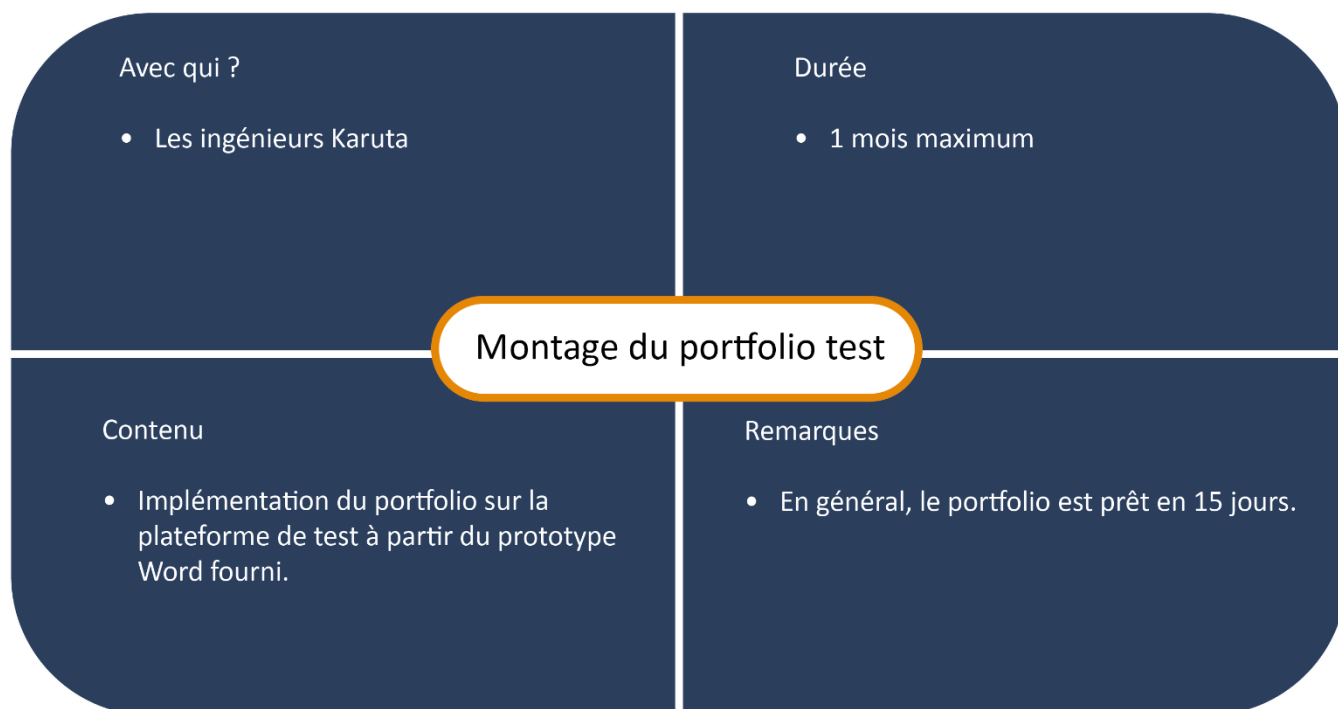 Avec qui ?
• Les ingénieurs Karuta
Durée
• 1 mois maximum
Montage du portfolio test
Contenu
• Implémentation du portfolio sur la
plateforme de test à partir du prototype
Word fourni.
Remarques
• En général, le portfolio est prêt en 15 jours.